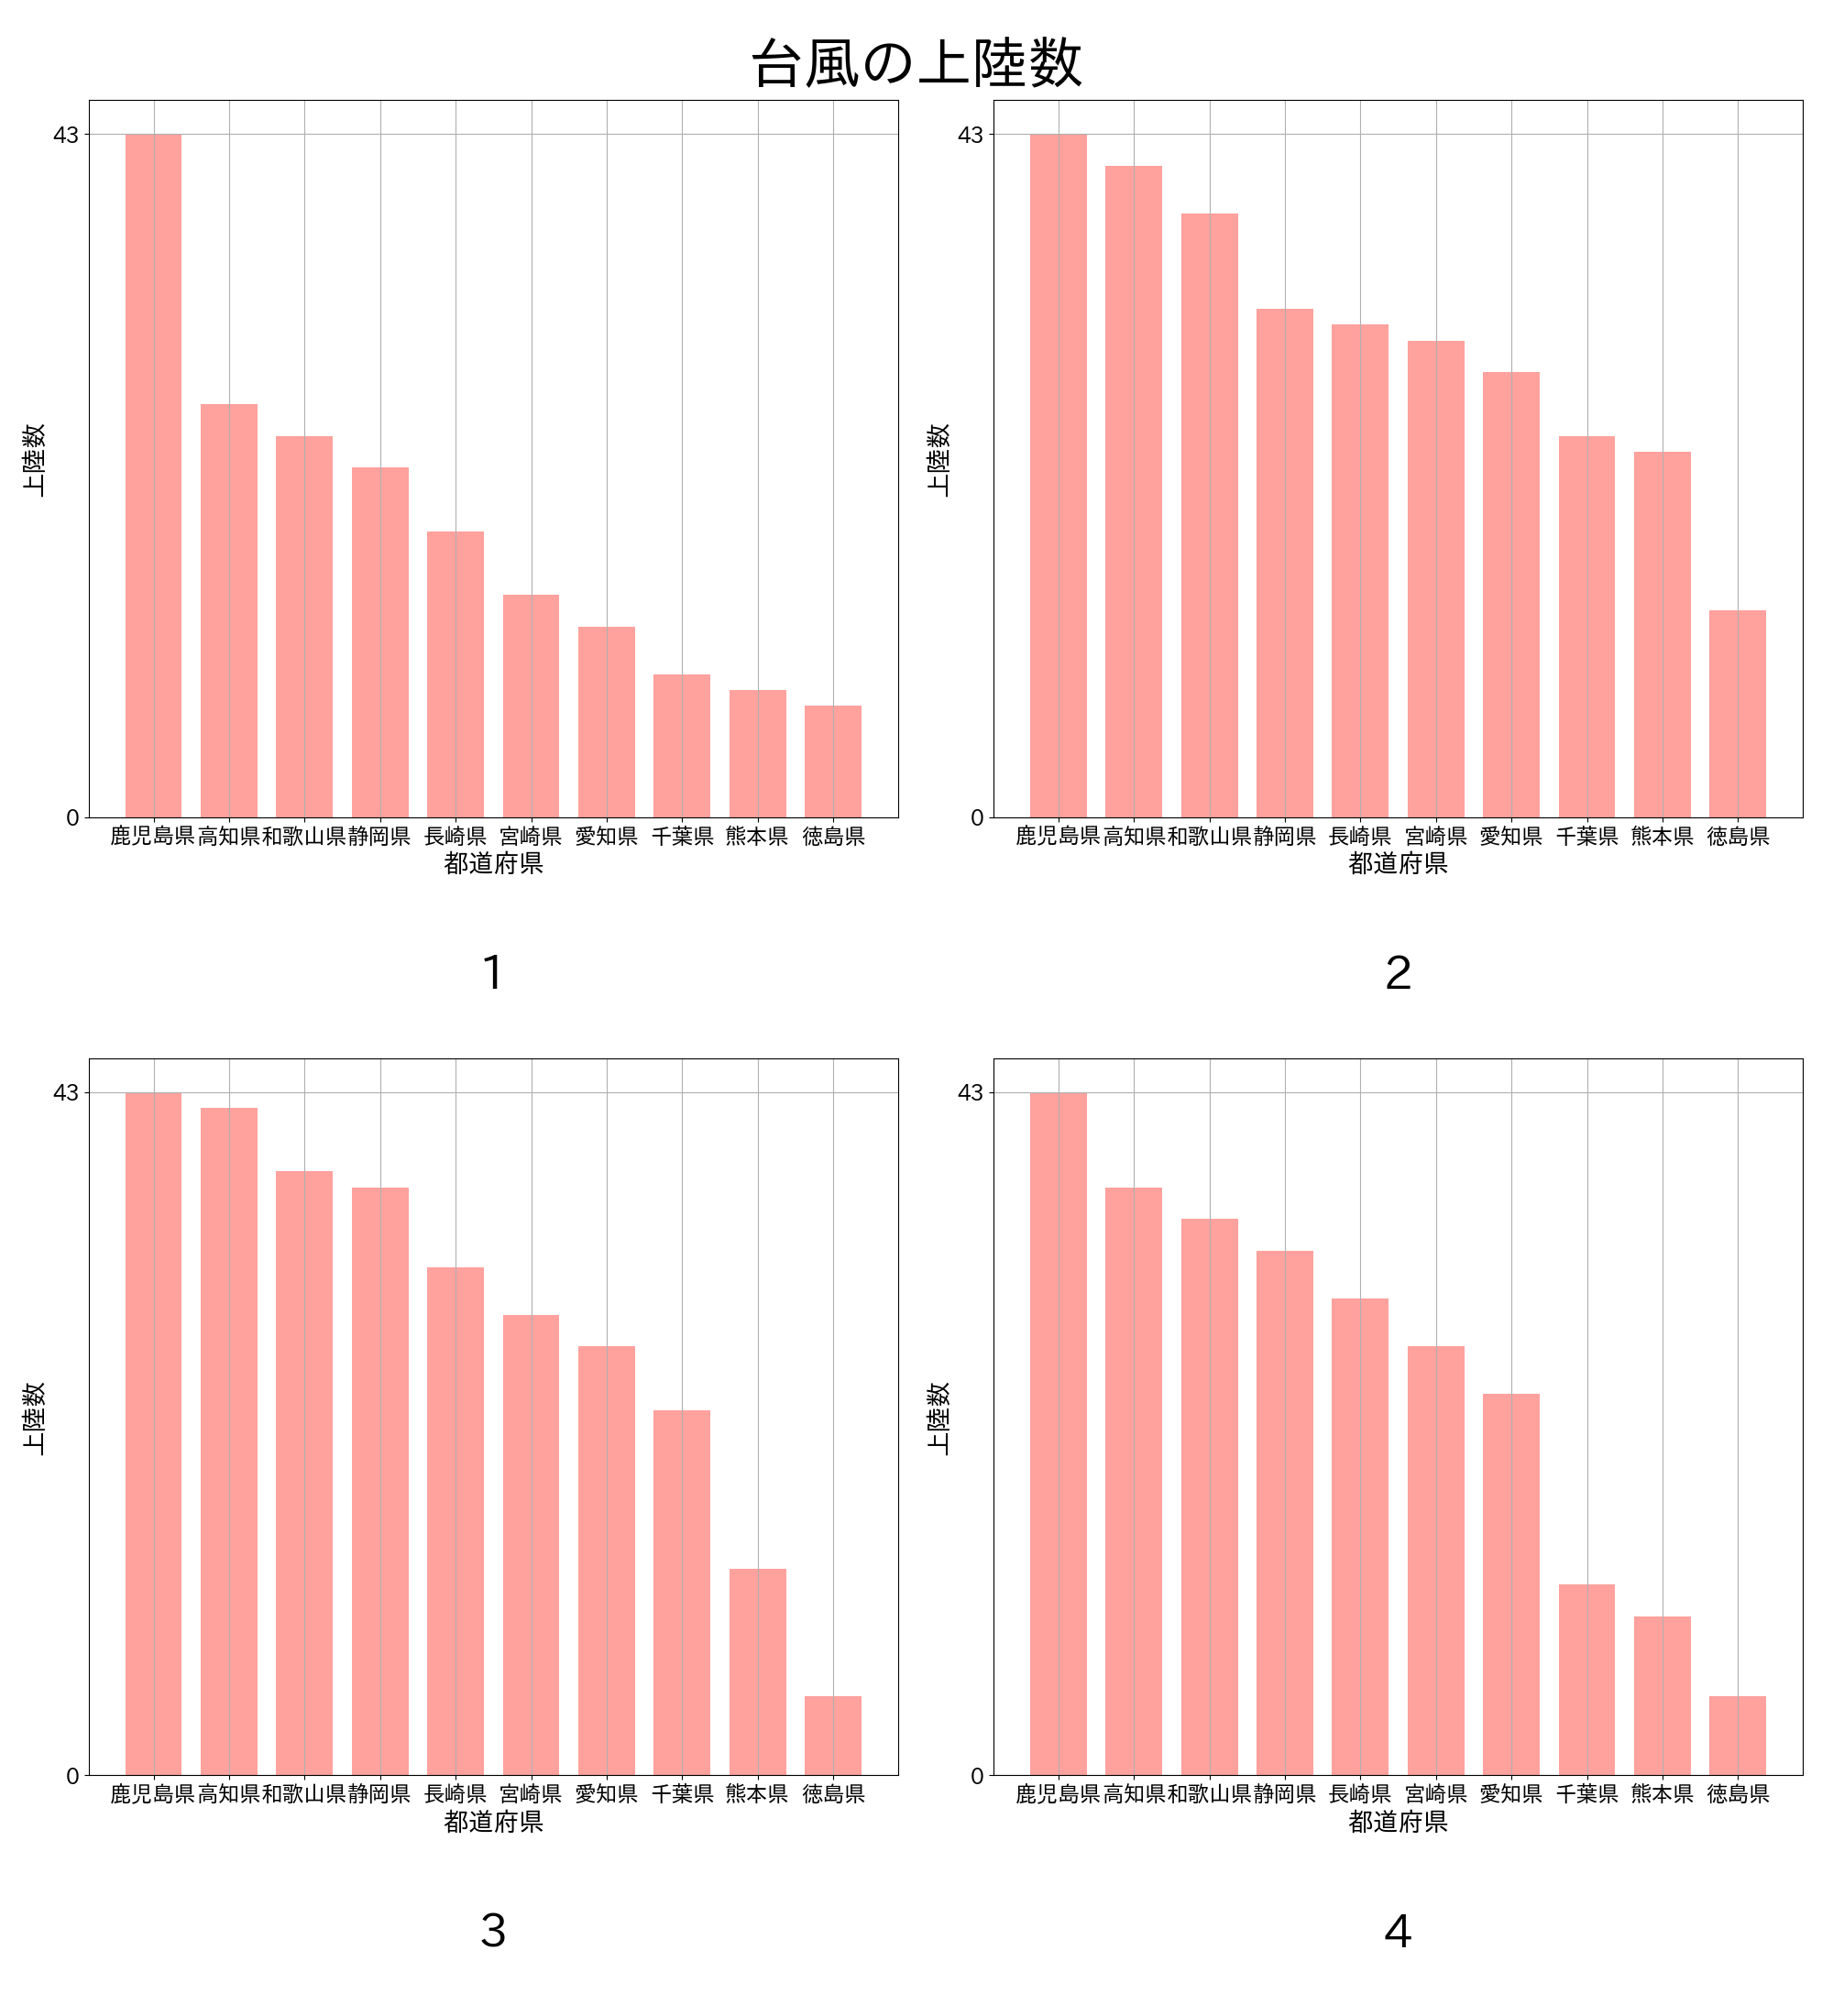 台風の上陸数
43
0
上陸数
鹿児島県 高知県 和歌山県 静岡県 長崎県 宮崎県 愛知県 千葉県 熊本県 徳島県
都道府県
1
43
0
上陸数
鹿児島県 高知県 和歌山県 静岡県 長崎県 宮崎県 愛知県 千葉県 熊本県 徳島県
都道府県
2
43
0
上陸数
鹿児島県 高知県 和歌山県 静岡県 長崎県 宮崎県 愛知県 千葉県 熊本県 徳島県
都道府県
3
43
0
上陸数
鹿児島県 高知県 和歌山県 静岡県 長崎県 宮崎県 愛知県 千葉県 熊本県 徳島県
都道府県
4